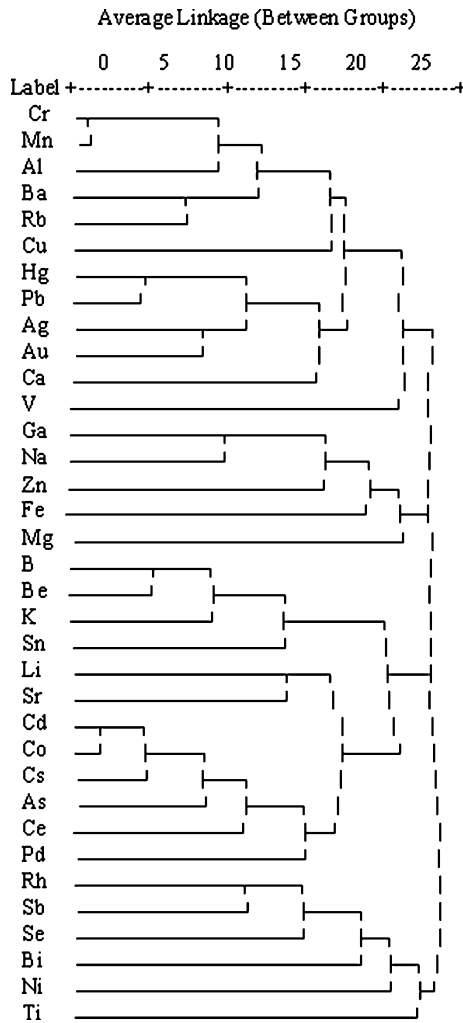 Average Linkage (Between Groups)
0 5 10 15 20 25
Label
Cr
Mn
Al
Ba
Rb
Cu
Hg
Pb
Ag
Au
Ca
V
Ga
Na
Zn
Fe
Mg
B
Be
K
Sn
Li
Sr
Cd
Co
Cs
As
Ce
Pd
Rh
Sb
Se
Bi
Ni
Ti